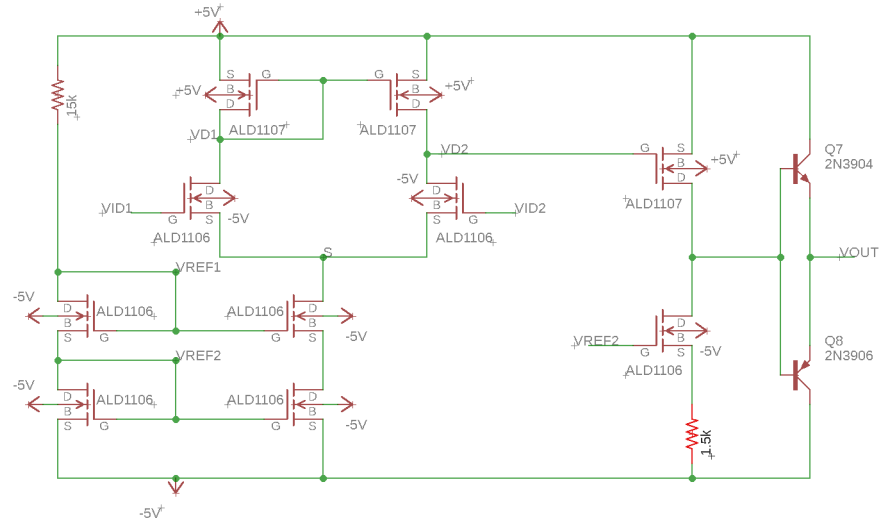 +5V
S
G
G
S
+5V
B
B
+5V
D
D
15k
ALD1107
ALD1107
VD1
VD2
G
S
B
+5V
D
Q7
2N3904
ALD1107
-5V
D
D
VID1
B
B
VID2
G
S
-5V
S
G
ALD1106
ALD1106
S
VOUT
VREF1
-5V
D
ALD1106
ALD1106
D
B
B
S
G
G
S
-5V
D
B
VREF2
G
S
-5V
ALD1106
Q8
2N3906
VREF2
-5V
D
ALD1106
ALD1106
D
B
B
S
G
G
S
-5V
1.5k
-5V